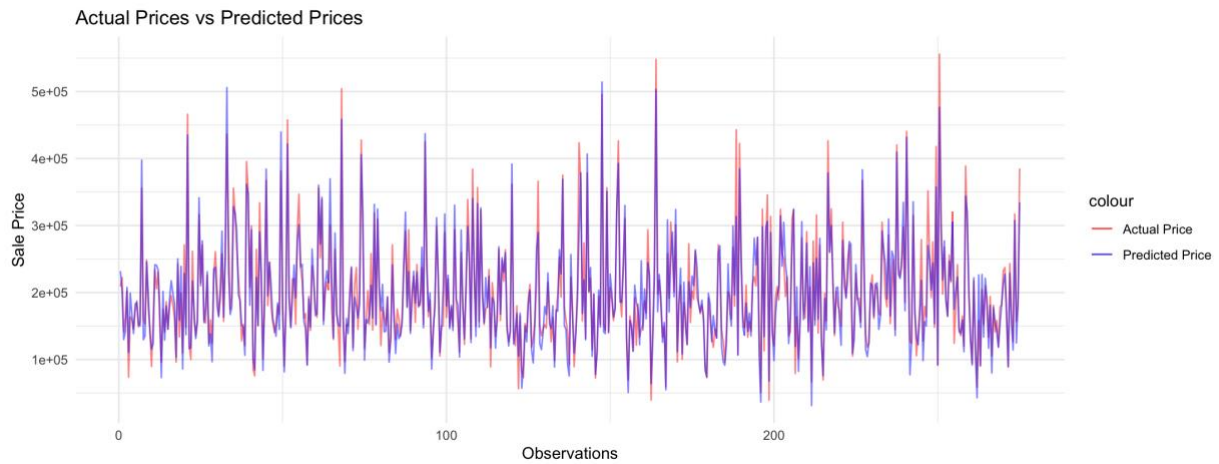 Actual Prices vs Predicted Prices
5e+05
4e+05
3e+05
2e+05
1e+05
Sale Price
0
100
200
Observations
colour
Actual Price
Predicted Price